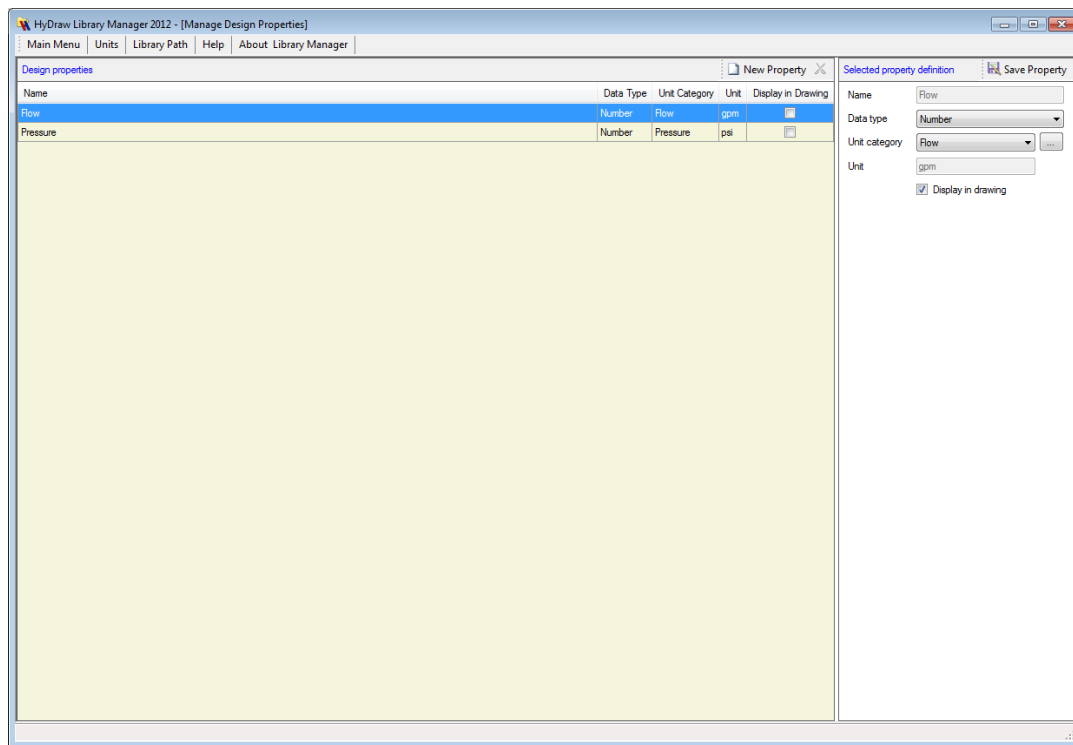 HyDraw Library Manager 2012 - [Manage Design Properties]
Main Menu Units Library Path Help About Library Manager
Design properties New Property Selected property definition Save Property
Name Data Type Unit Category Unit Display in Drawing
Flow Number Flow gpm
Pressure Number Pressure psi
Name Flow
Data type Number
Unit category Flow ...
Unit gpm
Display in drawing